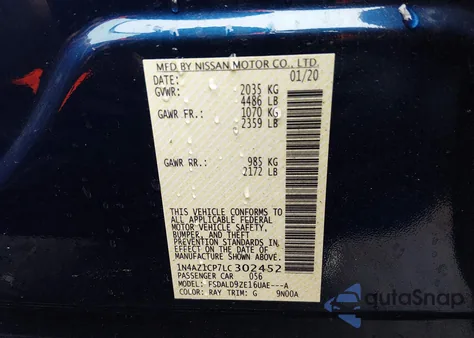 MFD BY NISSAN MOTOR CO., LTD.
DATE: 01/20
GVWR: 2035 KG
4486 LB
GAWR FR.: 1070 KG
2359 LB
GAWR RR.: 985 KG
2172 LB
THIS VEHICLE CONFORMS TO
ALL APPLICABLE FEDERAL
MOTOR VEHICLE SAFETY,
BUMPER, AND THEFT
PREVENTION STANDARDS IN
EFFECT ON THE DATE OF
MANUFACTURE SHOWN ABOVE.
1N4AZ1CP7LC302452
PASSENGER CAR 056
MODEL: FSDALD9ZE16UAE---A
COLOR: RAY TRIM: G 9N00A
AutaSnap